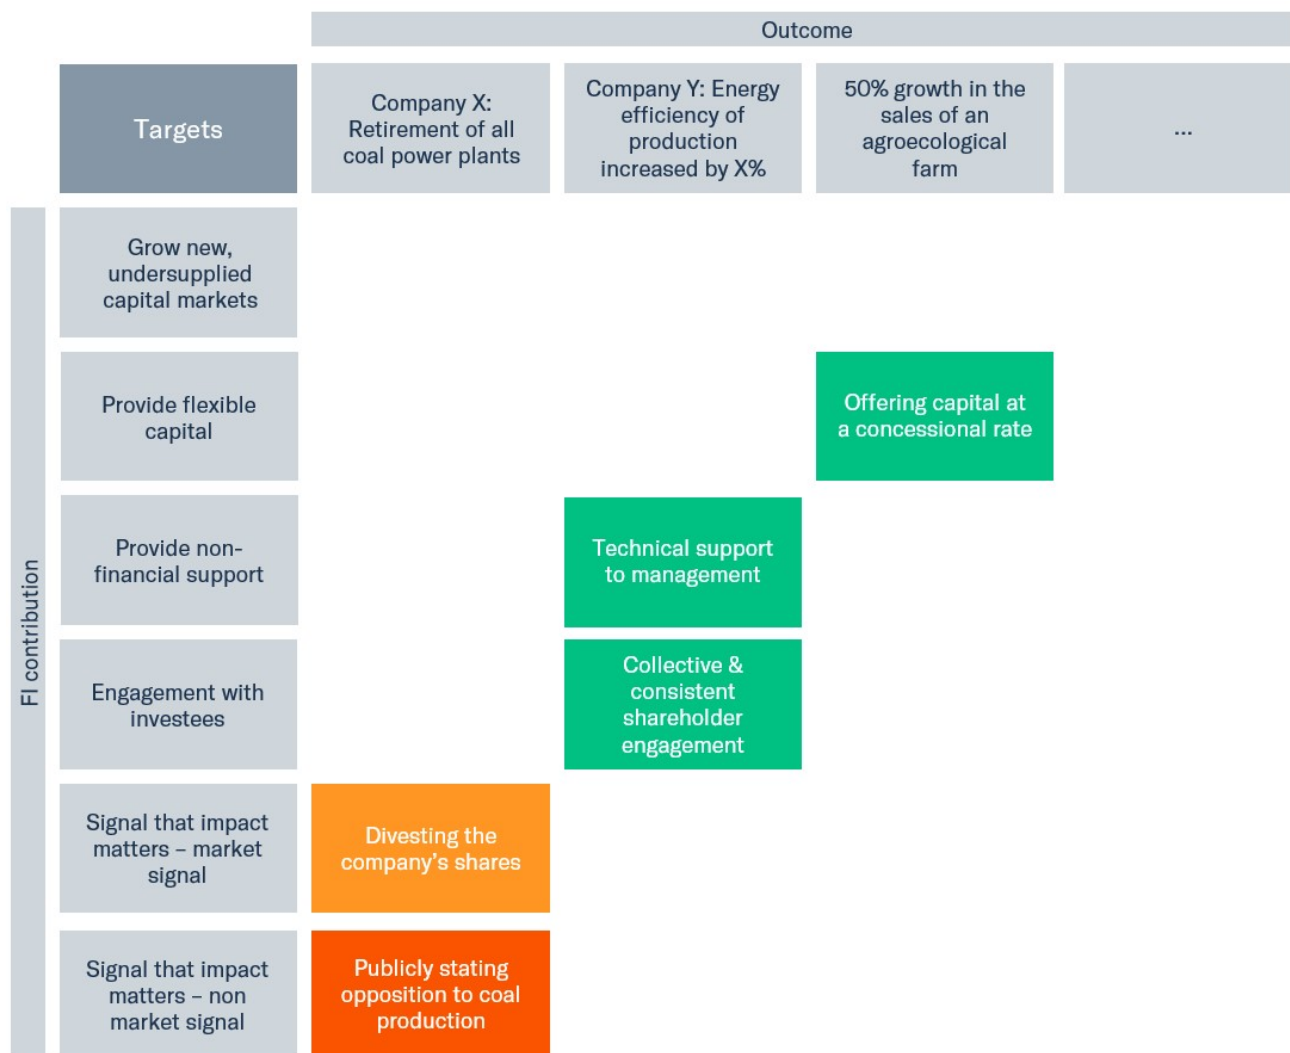 Outcome
Targets
Company X:
Retirement of all
coal power plants
Company Y: Energy
efficiency of
production
increased by X%
50% growth in the
sales of an
agroecological
farm
...
FI contribution
Grow new,
undersupplied
capital markets
Provide flexible
capital
Offering capital at
a concessional rate
Provide non-
financial support
Technical support
to management
Engagement with
investees
Collective &
consistent
shareholder
engagement
Signal that impact
matters – market
signal
Divesting the
company's shares
Signal that impact
matters – non
market signal
Publicly stating
opposition to coal
production